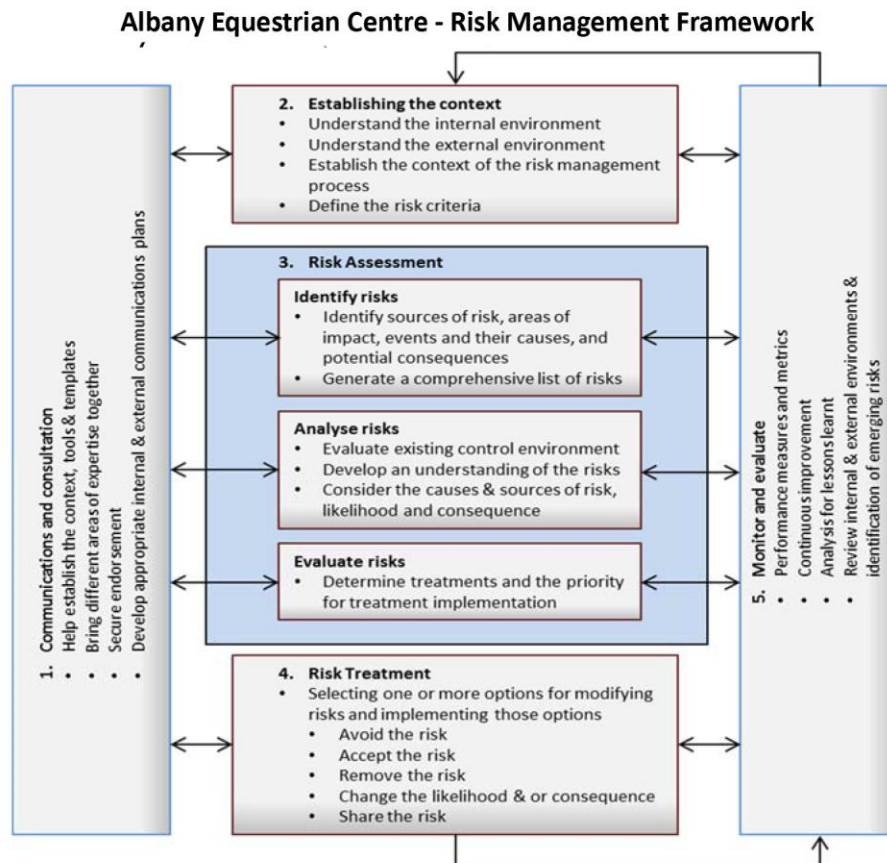 Albany Equestrian Centre - Risk Management Framework
1. Communications and consultation
• Help establish the context, tools & templates
• Bring different areas of expertise together
• Secure endorsement
• Develop appropriate internal & external communications plans
2. Establishing the context
• Understand the internal environment
• Understand the external environment
• Establish the context of the risk management
process
• Define the risk criteria
3. Risk Assessment
Identify risks
• Identify sources of risk, areas of
impact, events and their causes, and
potential consequences
• Generate a comprehensive list of risks
Analyse risks
• Evaluate existing control environment
• Develop an understanding of the risks
• Consider the causes & sources of risk,
likelihood and consequence
Evaluate risks
• Determine treatments and the priority
for treatment implementation
4. Risk Treatment
• Selecting one or more options for modifying
risks and implementing those options
• Avoid the risk
• Accept the risk
• Remove the risk
• Change the likelihood & or consequence
• Share the risk
5. Monitor and evaluate
• Performance measures and metrics
• Continuous improvement
• Analysis for lessons learnt
• Review internal & external environments &
identification of emerging risks